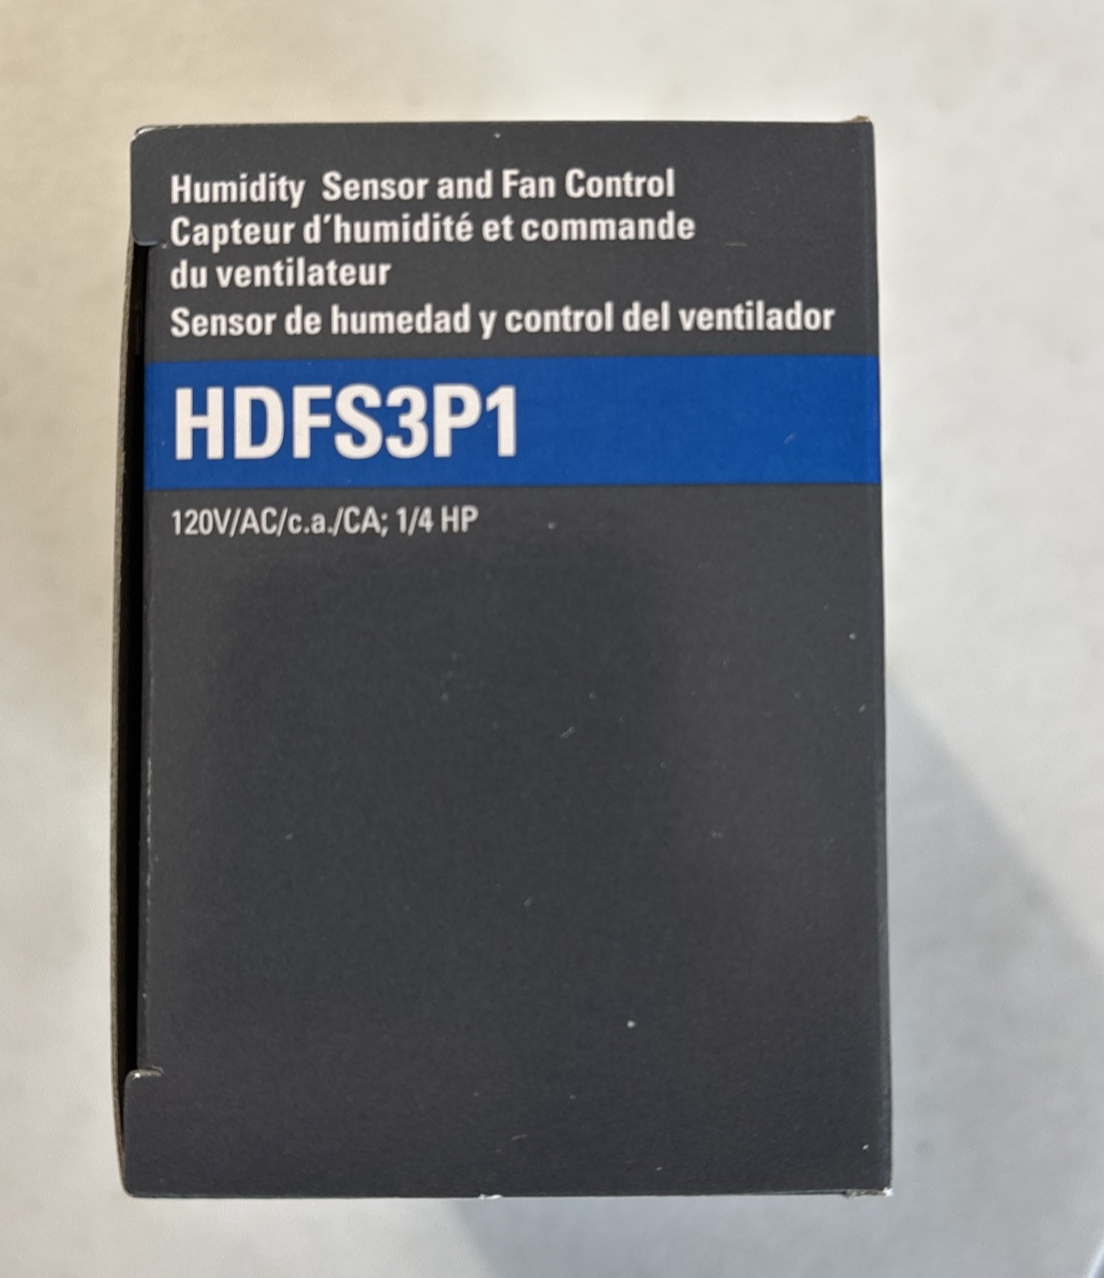 Humidity Sensor and Fan Control
Capteur d'humidité et commande
du ventilateur
Sensor de humedad y control del ventilador
HDFS3P1
120V/AC/c.a./CA; 1/4 HP